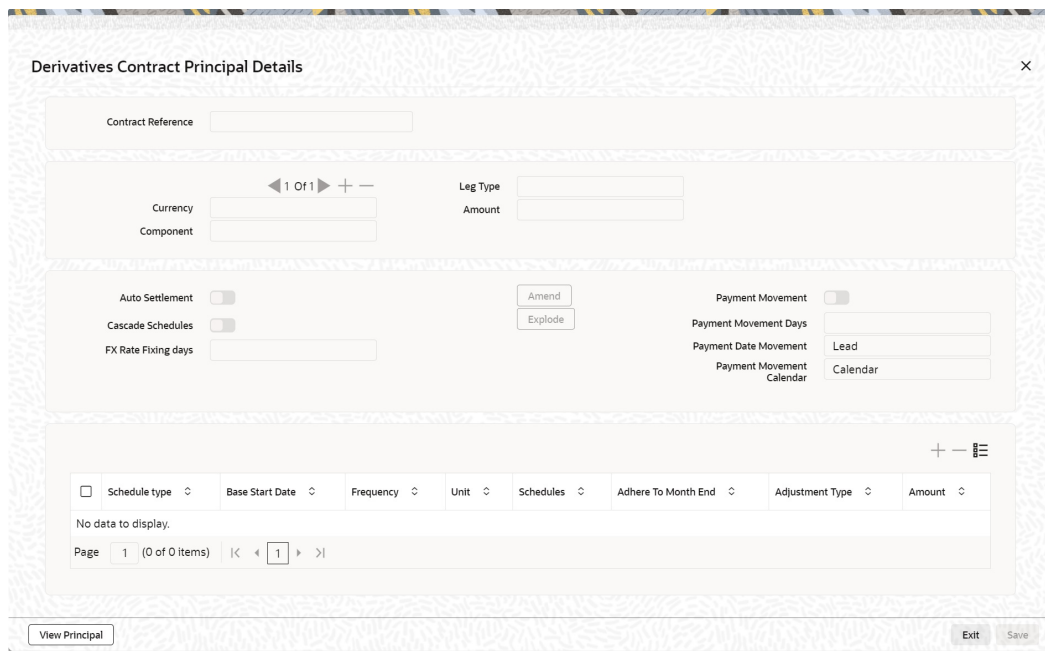 Derivatives Contract Principal Details
Contract Reference
1 Of 1
Currency
Component
Leg Type
Amount
Auto Settlement
Cascade Schedules
FX Rate Fixing days
Amend
Explode
Payment Movement
Payment Movement Days
Payment Date Movement Lead
Payment Movement
Calendar Calendar
Schedule type Base Start Date Frequency Unit Schedules Adhere To Month End Adjustment Type Amount
No data to display.
Page 1 (0 of 0 items) 1
View Principal Exit Save